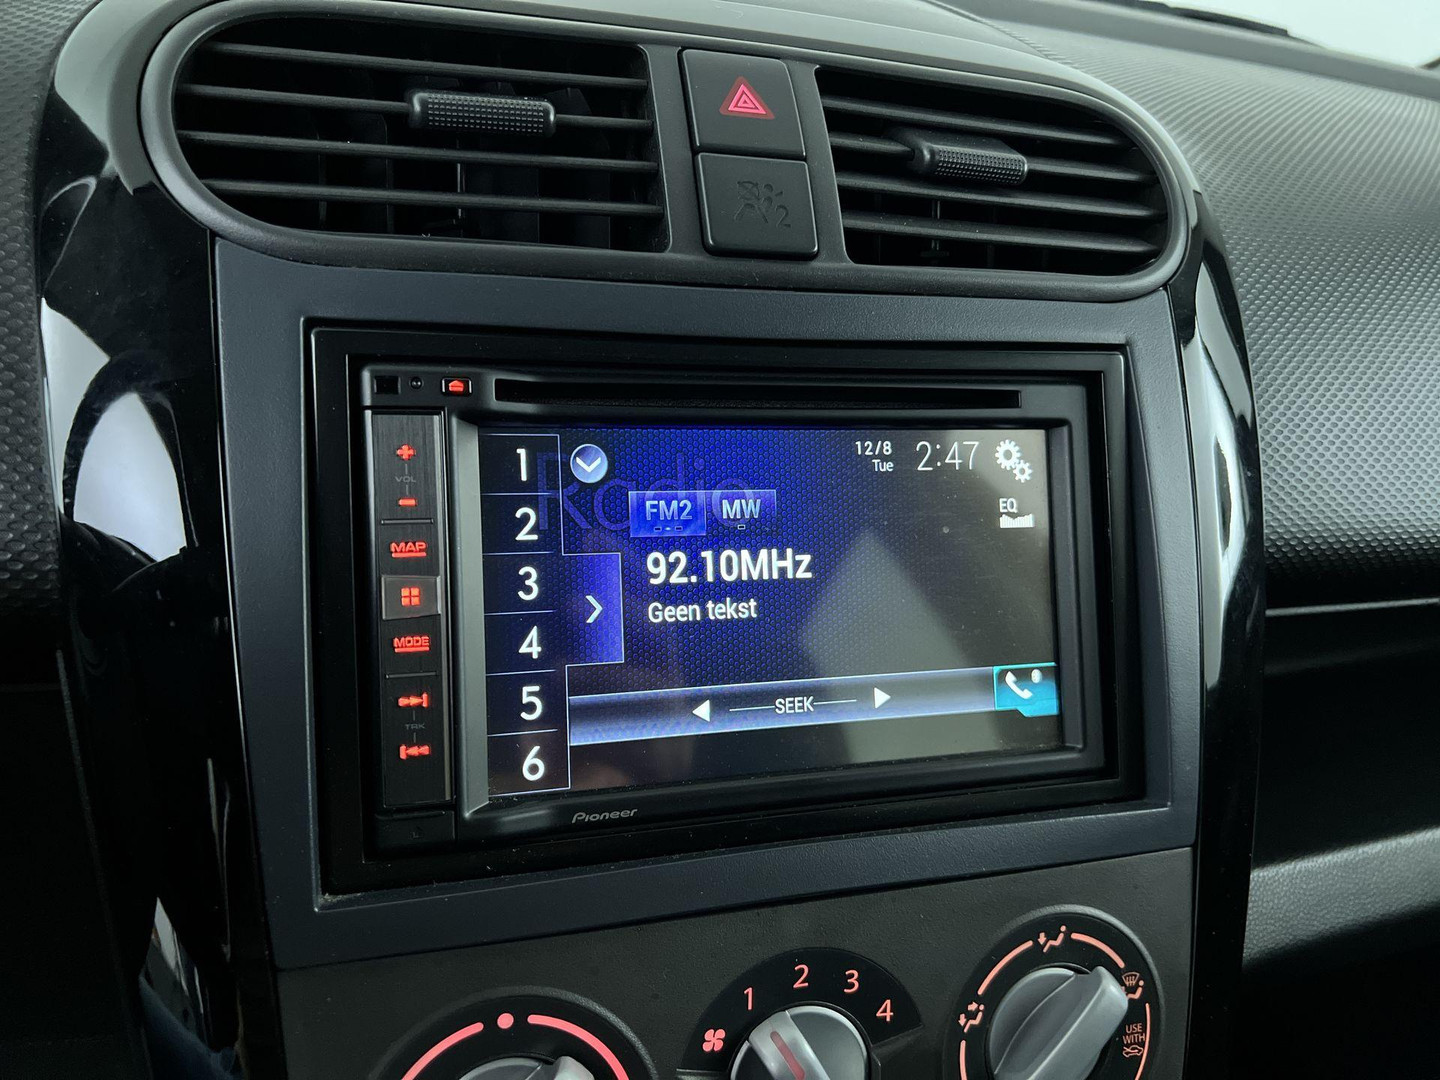 2
1
2
3
4
5
6
Radio
12/8
Tue
2:47
EQ
FM2
MW
92.10MHz
Geen tekst
SEEK
VOL
MAP
MODE
TRK
Pioneer
1
2
3
4
USE
WITH